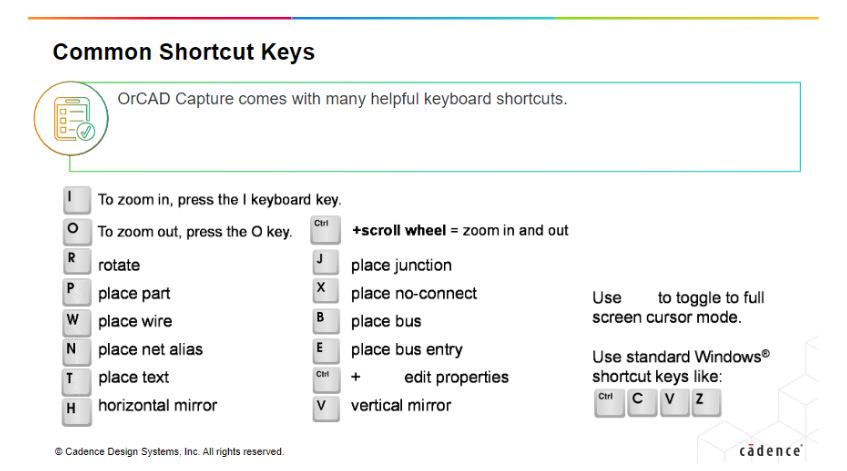 Common Shortcut Keys
OrCAD Capture comes with many helpful keyboard shortcuts.
I To zoom in, press the I keyboard key.
O To zoom out, press the O key.
Ctrl +scroll wheel = zoom in and out
R rotate
J place junction
P place part
X place no-connect
W place wire
B place bus
N place net alias
E place bus entry
T place text
Ctrl + edit properties
H horizontal mirror
V vertical mirror
Use to toggle to full
screen cursor mode.
Use standard Windows®
shortcut keys like:
Ctrl C V Z
© Cadence Design Systems, Inc. All rights reserved.
cādence®